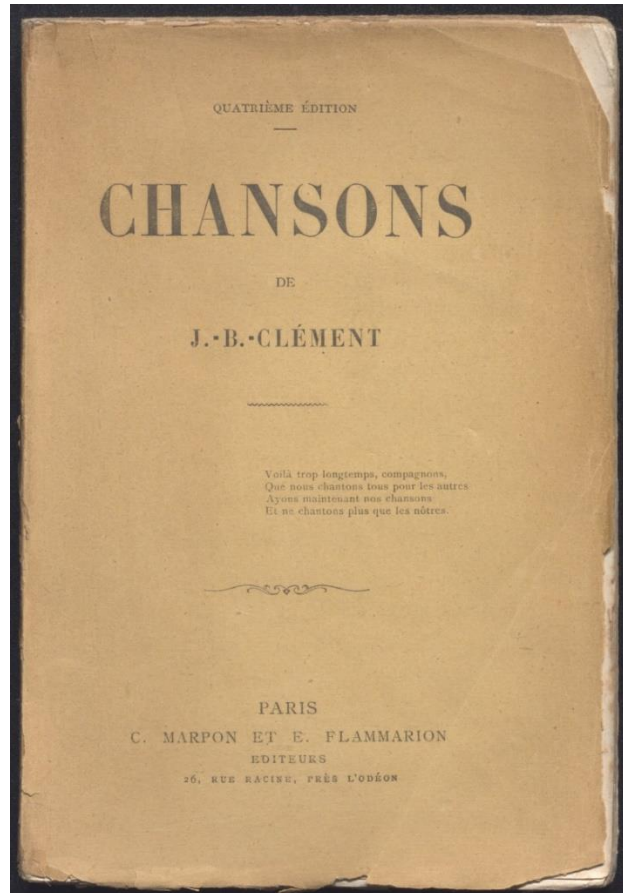 QUATRIÈME ÉDITION
CHANSONS
DE
J.-B.-CLÉMENT
Voilà trop longtemps, compagnons,
Que nous chantons tous pour les autres
Ayons maintenant nos chansons
Et ne chantons plus que les nôtres.
PARIS
C. MARPON ET E. FLAMMARION
EDITEURS
26, RUE RACINE, PRÈS L'ODÉON